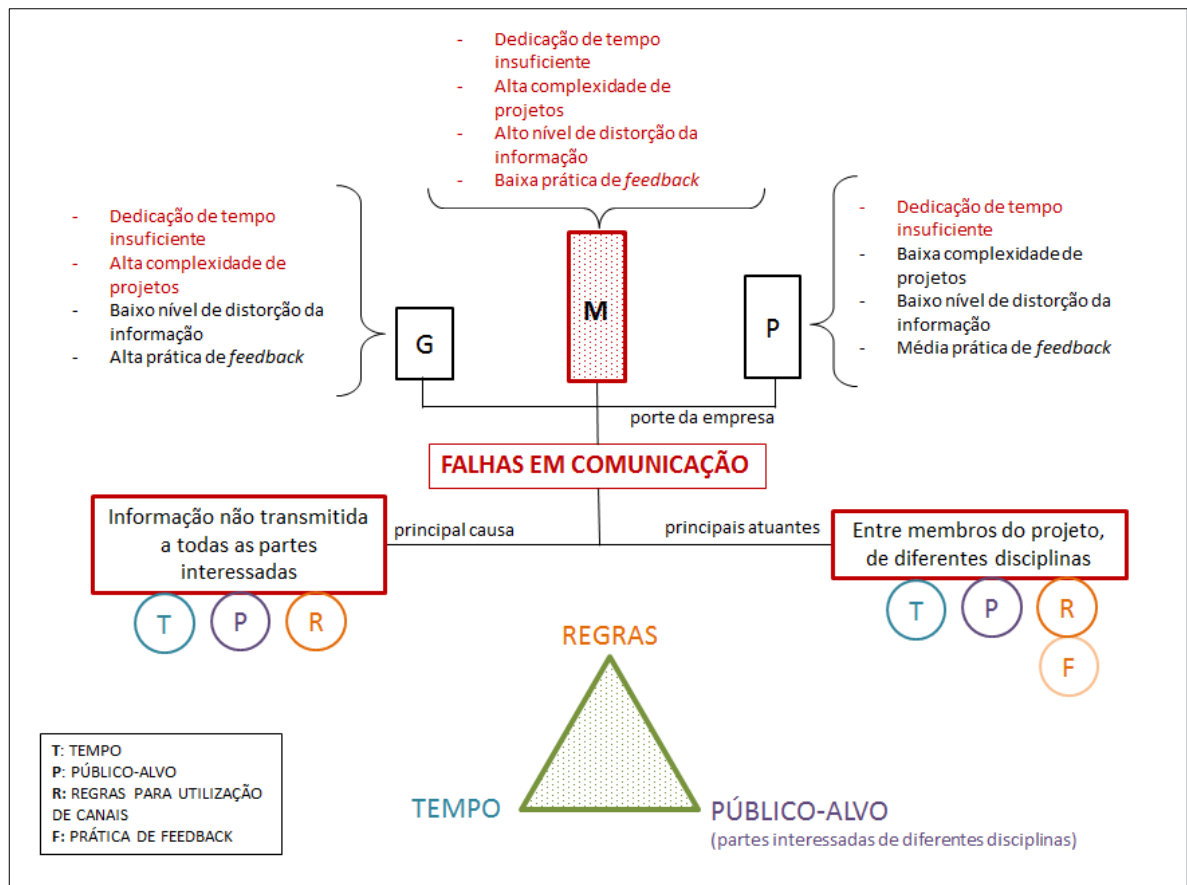 - Dedicação de tempo
insuficiente
- Alta complexidade de
projetos
- Alto nível de distorção da
informação
- Baixa prática de feedback
- Dedicação de tempo
insuficiente
- Alta complexidade de
projetos
- Baixo nível de distorção da
informação
- Alta prática de feedback
- Dedicação de tempo
insuficiente
- Baixa complexidade de
projetos
- Baixo nível de distorção da
informação
- Média prática de feedback
G
M
P
porte da empresa
FALHAS EM COMUNICAÇÃO
Informação não transmitida
a todas as partes
interessadas
principal causa
principais atuantes
Entre membros do projeto,
de diferentes disciplinas
T P R
T P R
F
REGRAS
TEMPO
PÚBLICO-ALVO
(partes interessadas de diferentes disciplinas)
T: TEMPO
P: PÚBLICO-ALVO
R: REGRAS PARA UTILIZAÇÃO
DE CANAIS
F: PRÁTICA DE FEEDBACK